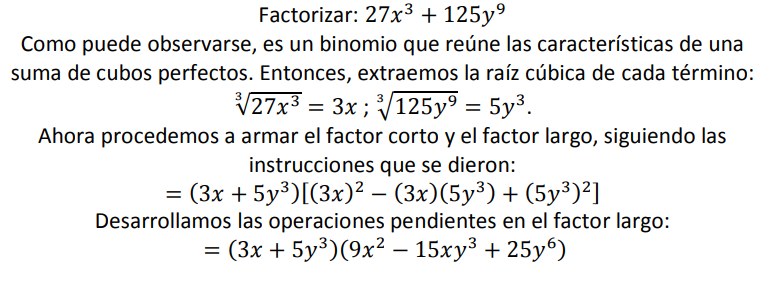 Factorizar: 27x³ + 125y⁹
Como puede observarse, es un binomio que reúne las características de una
suma de cubos perfectos. Entonces, extraemos la raíz cúbica de cada término:
∛27x³ = 3x ; ∛125y⁹ = 5y³.
Ahora procedemos a armar el factor corto y el factor largo, siguiendo las
instrucciones que se dieron:
= (3x + 5y³)[(3x)² − (3x)(5y³) + (5y³)²]
Desarrollamos las operaciones pendientes en el factor largo:
= (3x + 5y³)(9x² − 15xy³ + 25y⁶)